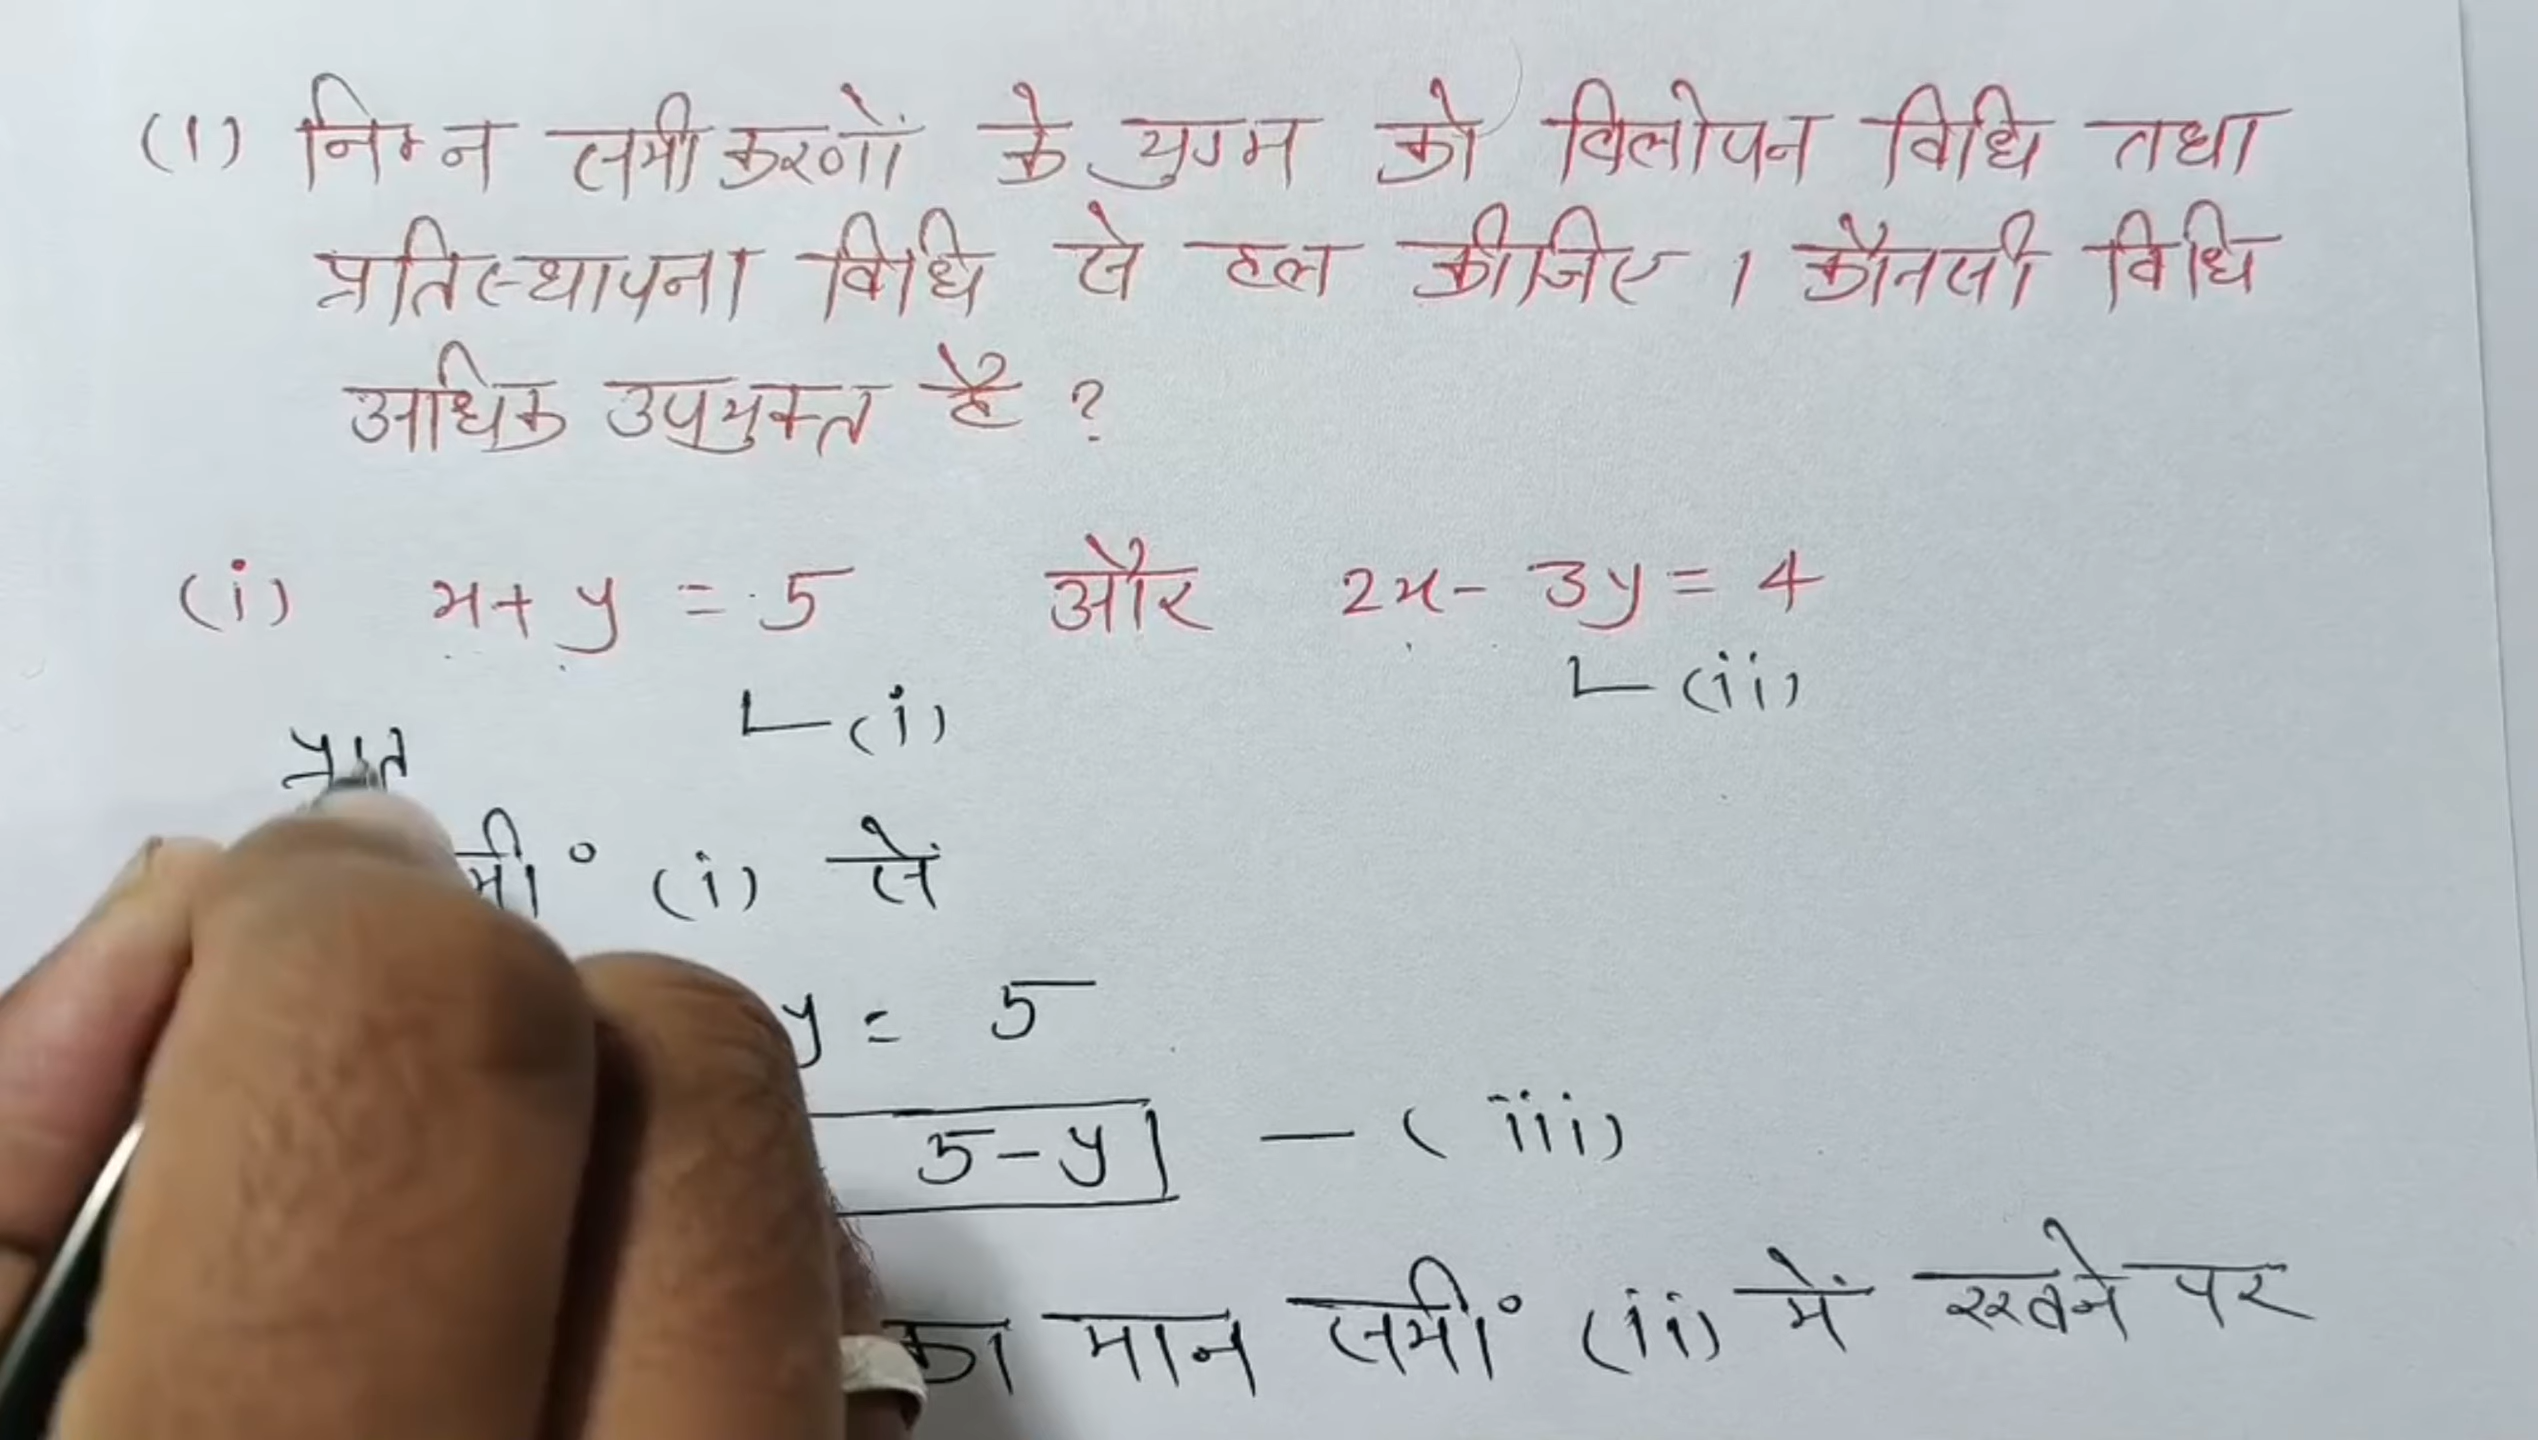 (1) निम्न समीकरणों के युग्म को विलोपन विधि तथा
प्रतिस्थापना विधि से हल कीजिए । कौनसी विधि
अधिक उपयुक्त है ?
(i) x + y = 5 और 2x - 3y = 4
(i) (ii)
(i) से
y = 5
5 - y — (iii)
का मान समी० (ii) में रखने पर